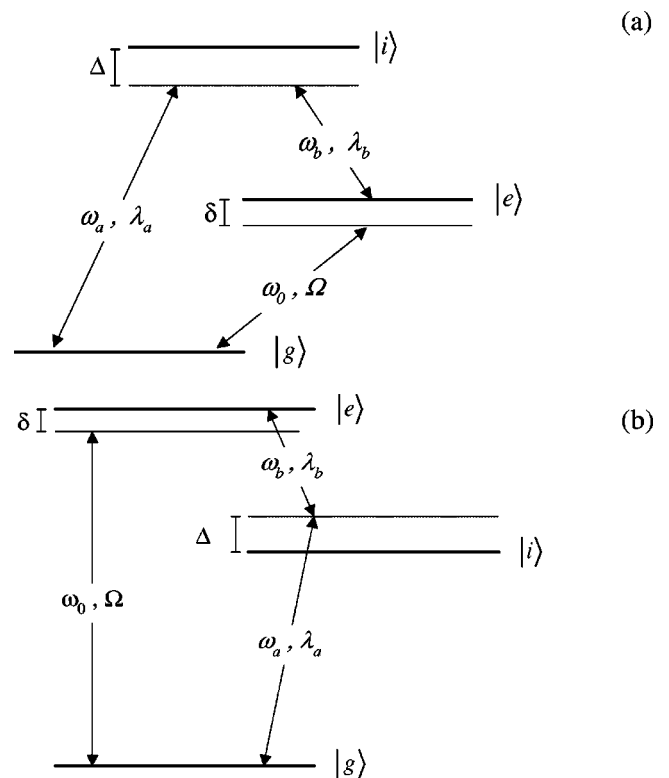 (a)
|i⟩
Δ
ω_b , λ_b
|e⟩
δ
ω_a , λ_a
ω_0 , Ω
|g⟩
|e⟩
δ
(b)
ω_b , λ_b
Δ
|i⟩
ω_0 , Ω
ω_a , λ_a
|g⟩